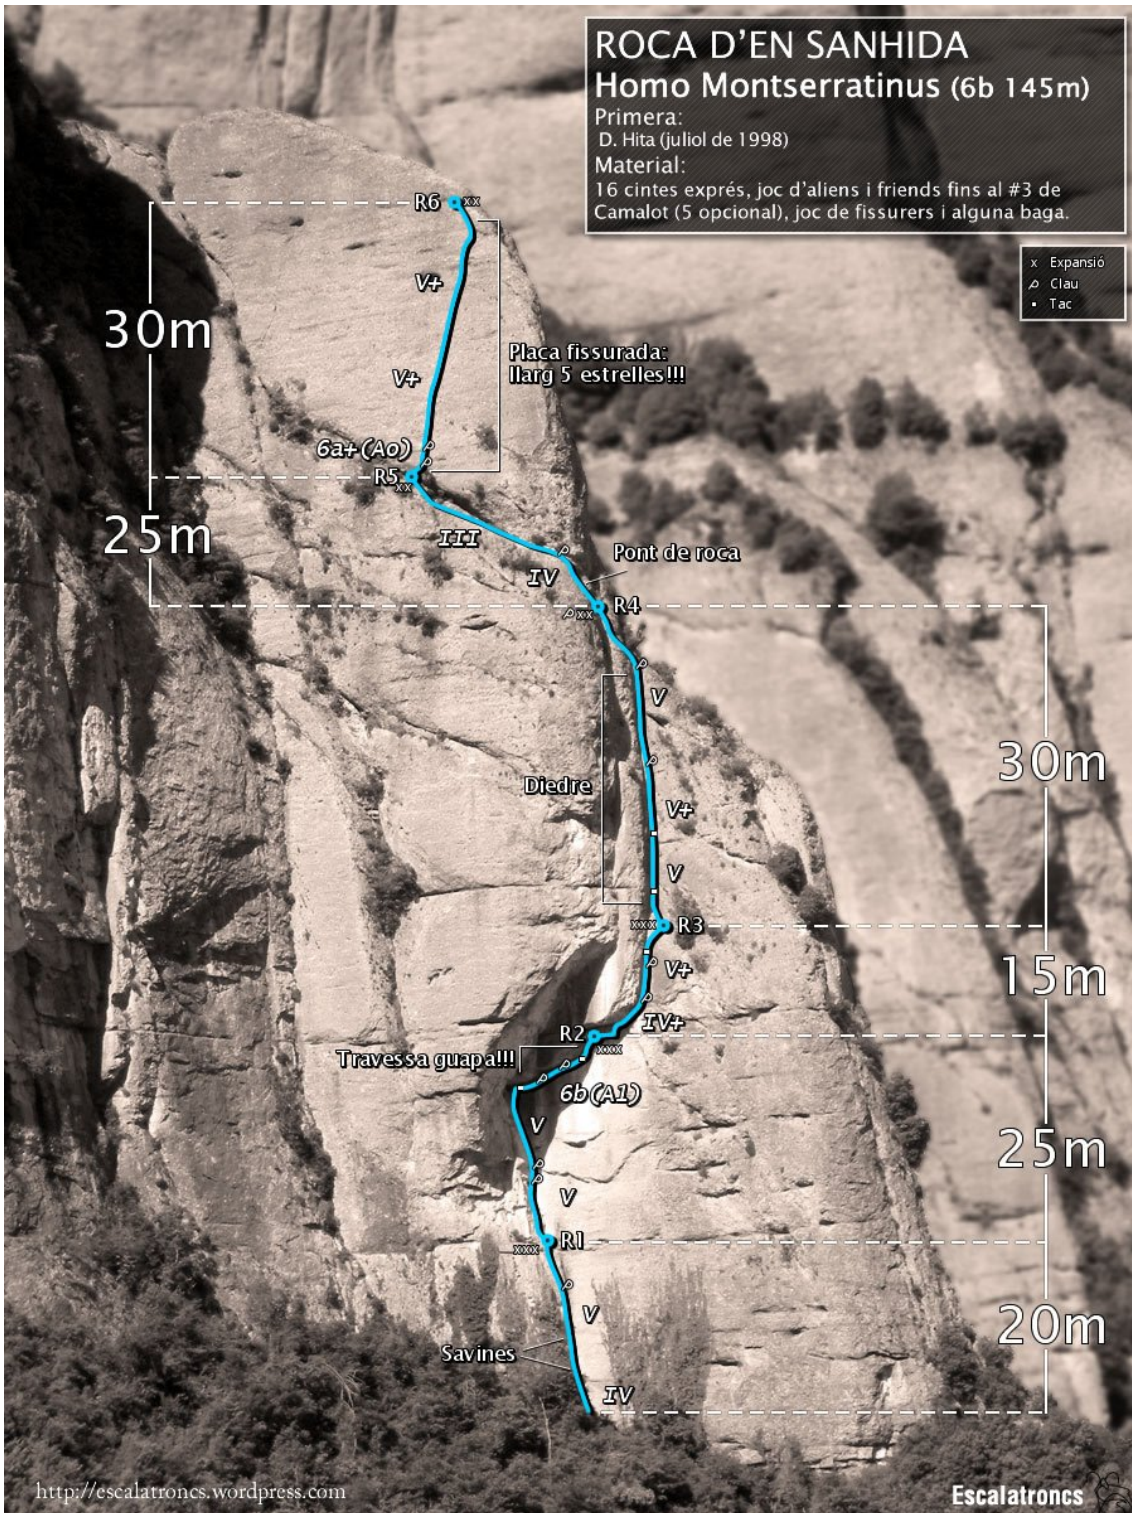 ROCA D'EN SANHIDA
Homo Montserratinus (6b 145m)
Primera:
D. Hita (juliol de 1998)
Material:
16 cintes exprés, joc d'aliens i friends fins al #3 de
Camalot (5 opcional), joc de fissurers i alguna baga.
x Expansió
Clau
Tac
R6 xx
V+
30m
Placa fissurada:
llarg 5 estrelles!!!
V+
6a+(Ao)
R5
xx
25m
III
Pont de roca
IV
R4
xx
V
30m
Diedre
V+
V
xxx R3
V+
15m
IV+
R2
xxx
Travessa guapa!!!
6b(A1)
V
25m
V
R1
xxx
V
20m
Savines
IV
http://escalatroncs.wordpress.com
Escalatroncs